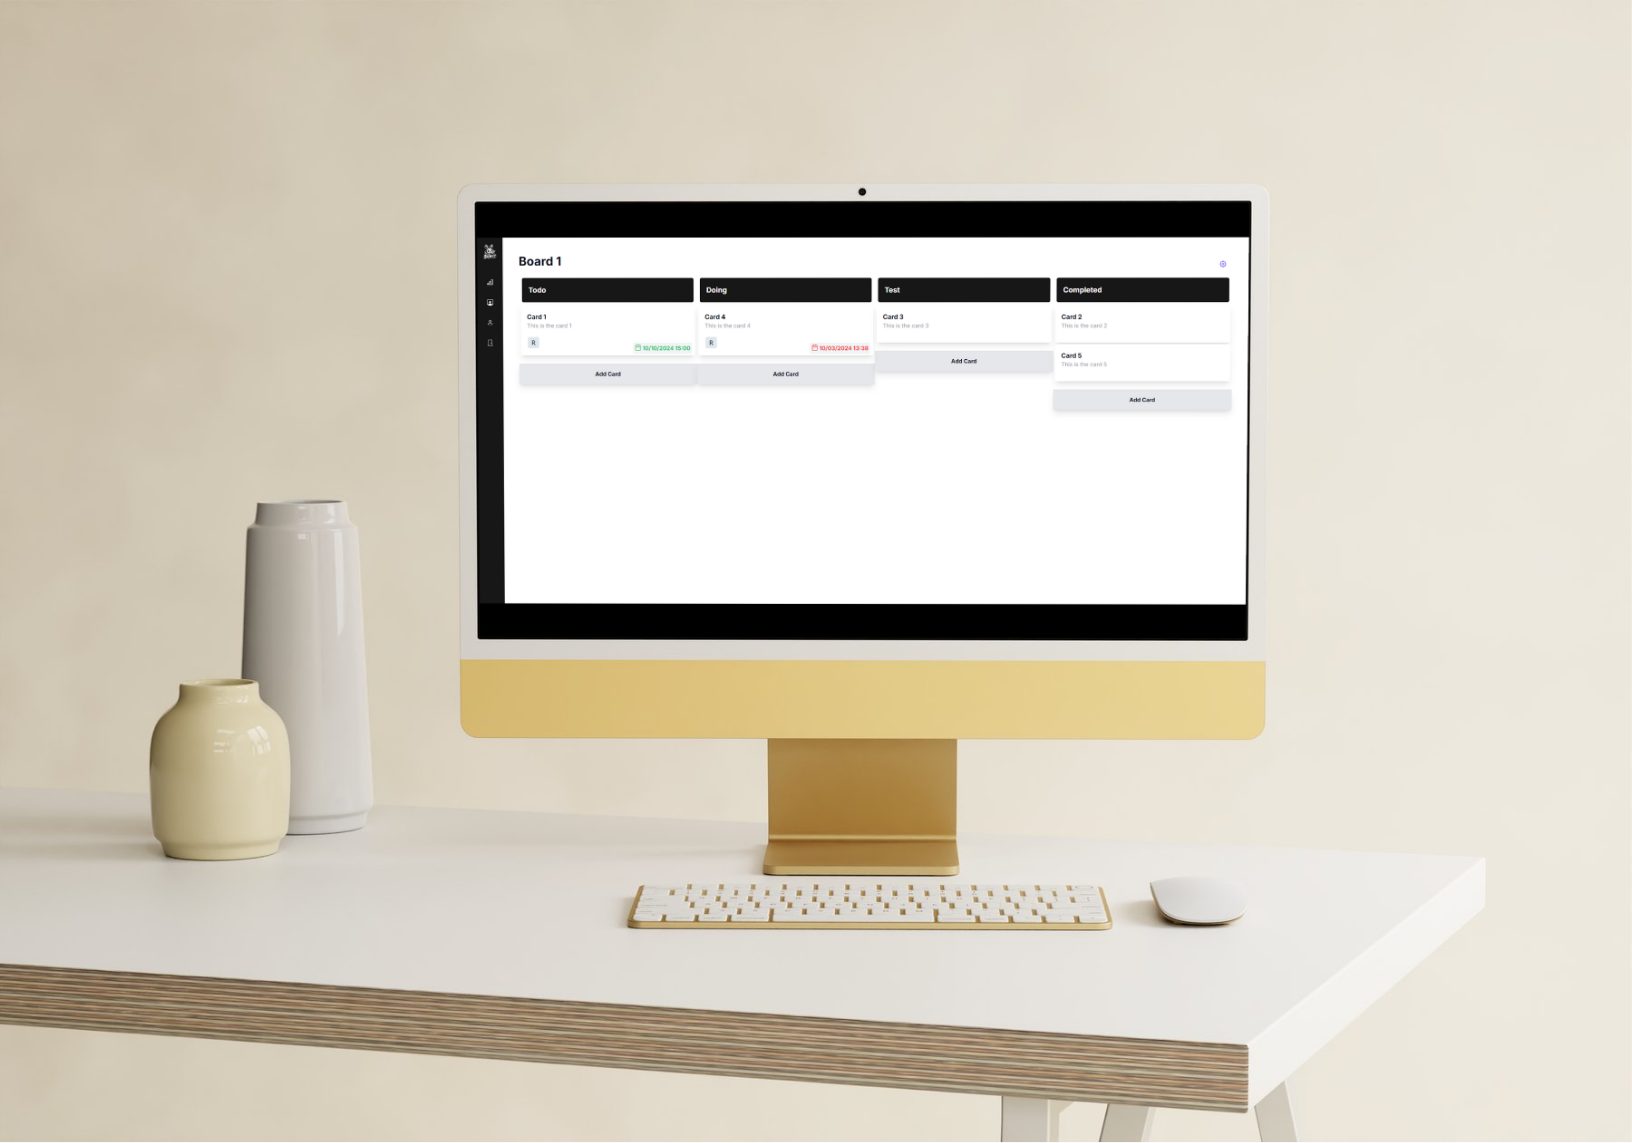 Board 1
Todo
Doing
Test
Completed
Card 1
This is the card 1
R
10/10/2024 15:00
Add Card
Card 4
This is the card 4
R
10/03/2024 13:38
Add Card
Card 3
This is the card 3
Add Card
Card 2
This is the card 2
Card 5
This is the card 5
Add Card